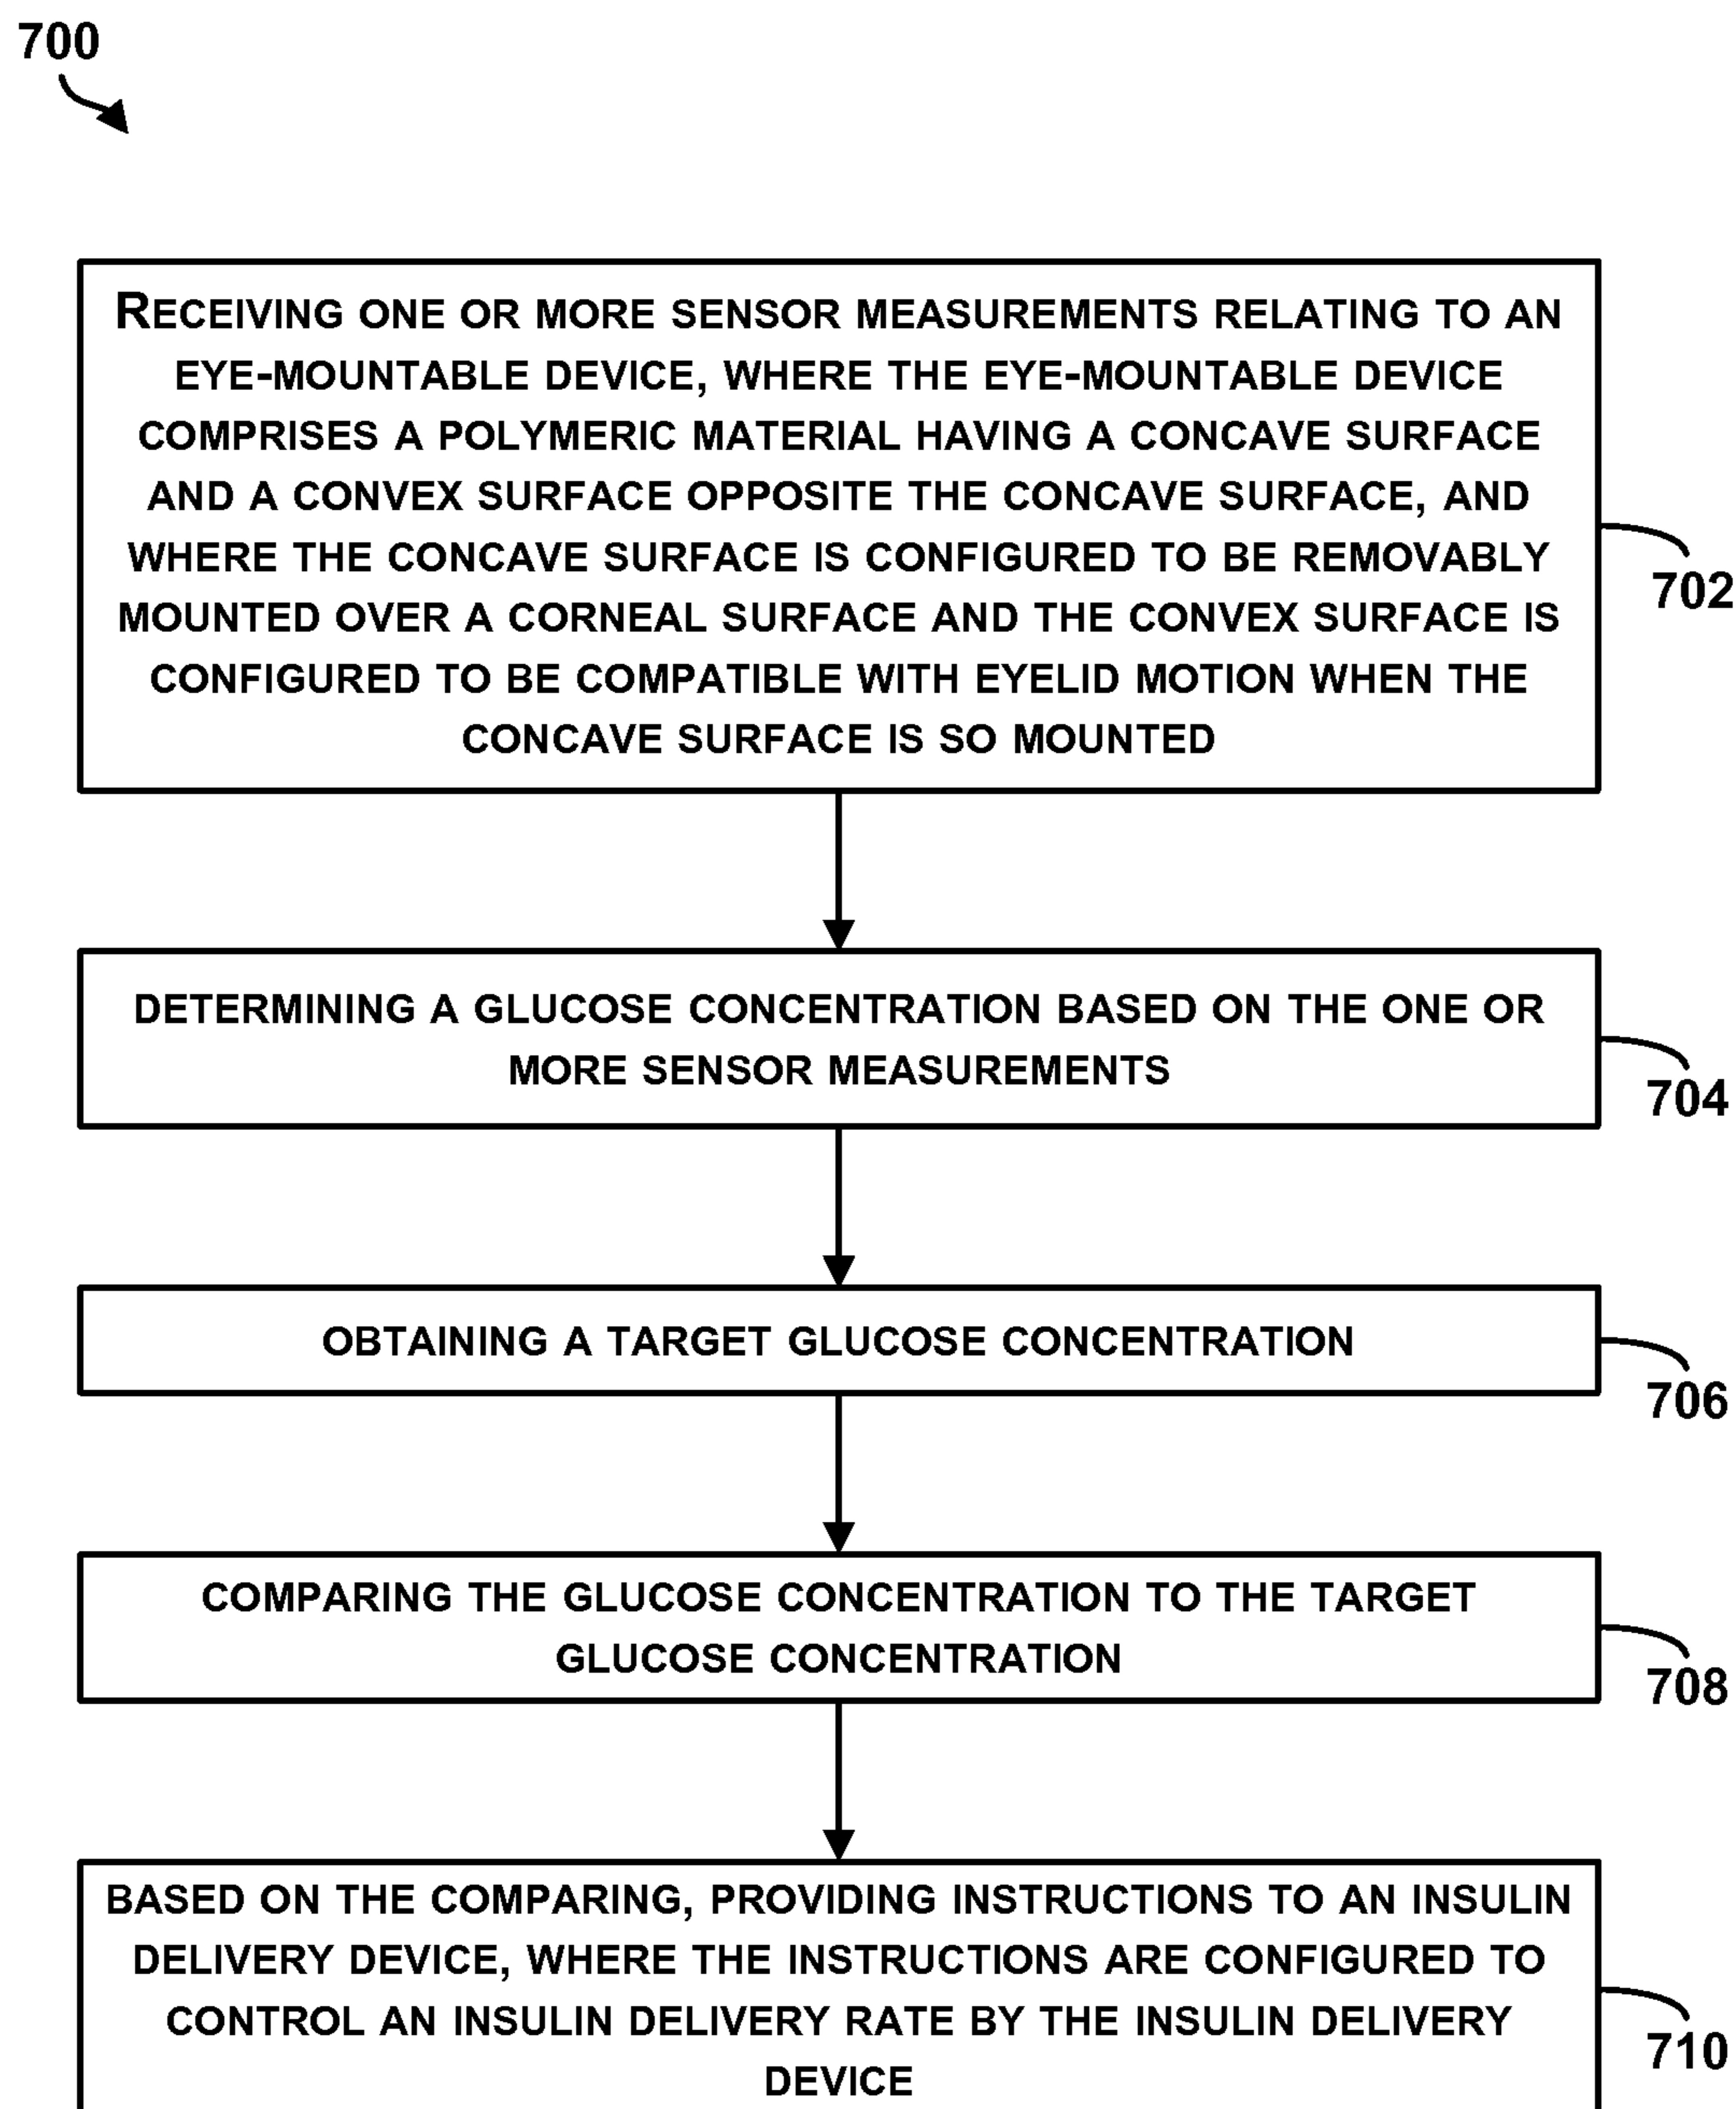 700
RECEIVING ONE OR MORE SENSOR MEASUREMENTS RELATING TO AN
EYE-MOUNTABLE DEVICE, WHERE THE EYE-MOUNTABLE DEVICE
COMPRISES A POLYMERIC MATERIAL HAVING A CONCAVE SURFACE
AND A CONVEX SURFACE OPPOSITE THE CONCAVE SURFACE, AND
WHERE THE CONCAVE SURFACE IS CONFIGURED TO BE REMOVABLY
MOUNTED OVER A CORNEAL SURFACE AND THE CONVEX SURFACE IS
CONFIGURED TO BE COMPATIBLE WITH EYELID MOTION WHEN THE
CONCAVE SURFACE IS SO MOUNTED
702
DETERMINING A GLUCOSE CONCENTRATION BASED ON THE ONE OR
MORE SENSOR MEASUREMENTS
704
OBTAINING A TARGET GLUCOSE CONCENTRATION
706
COMPARING THE GLUCOSE CONCENTRATION TO THE TARGET
GLUCOSE CONCENTRATION
708
BASED ON THE COMPARING, PROVIDING INSTRUCTIONS TO AN INSULIN
DELIVERY DEVICE, WHERE THE INSTRUCTIONS ARE CONFIGURED TO
CONTROL AN INSULIN DELIVERY RATE BY THE INSULIN DELIVERY
DEVICE
710